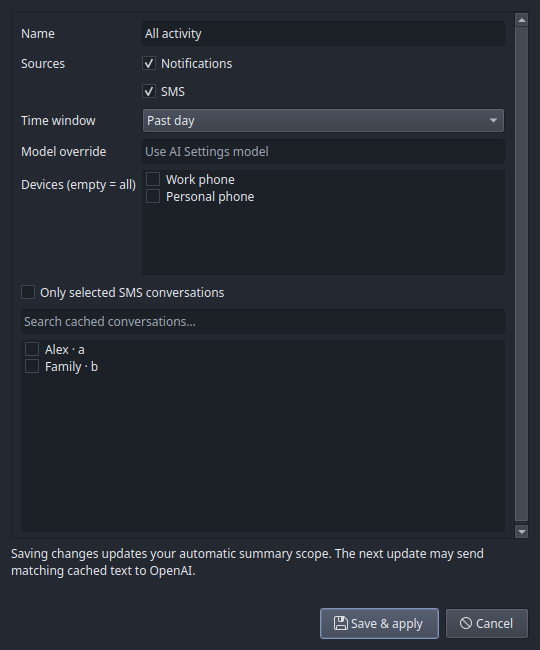 Name All activity
Sources Notifications
SMS
Time window Past day
Model override Use AI Settings model
Devices (empty = all) Work phone
Personal phone
Only selected SMS conversations
Search cached conversations...
Alex · a
Family · b
Saving changes updates your automatic summary scope. The next update may send
matching cached text to OpenAI.
Save & apply Cancel